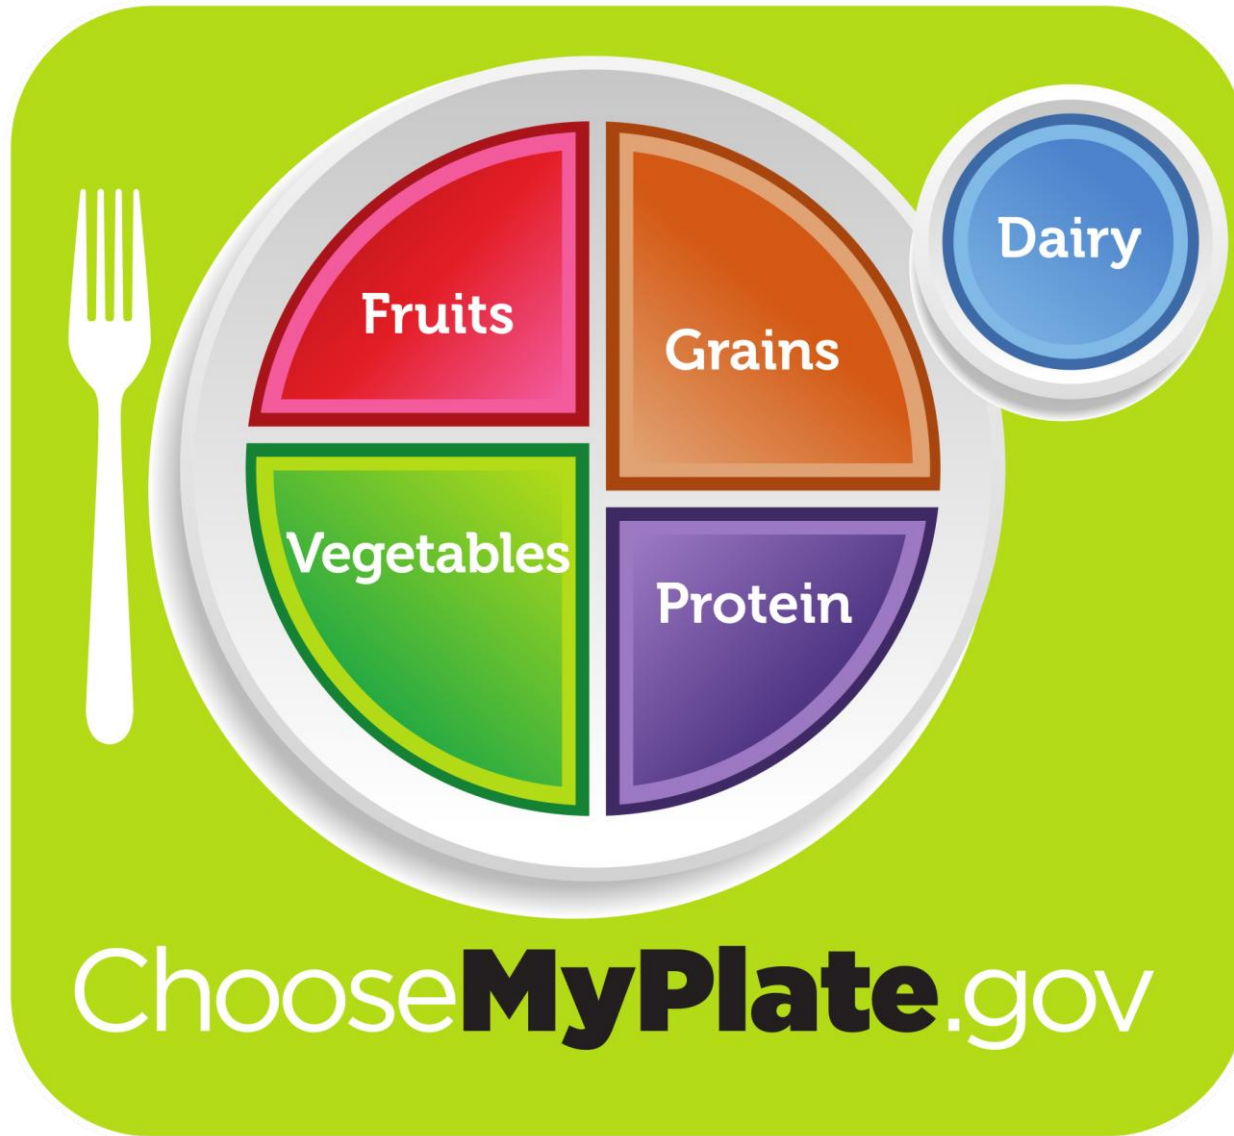 Fruits
Grains
Dairy
Vegetables
Protein
ChooseMyPlate.gov